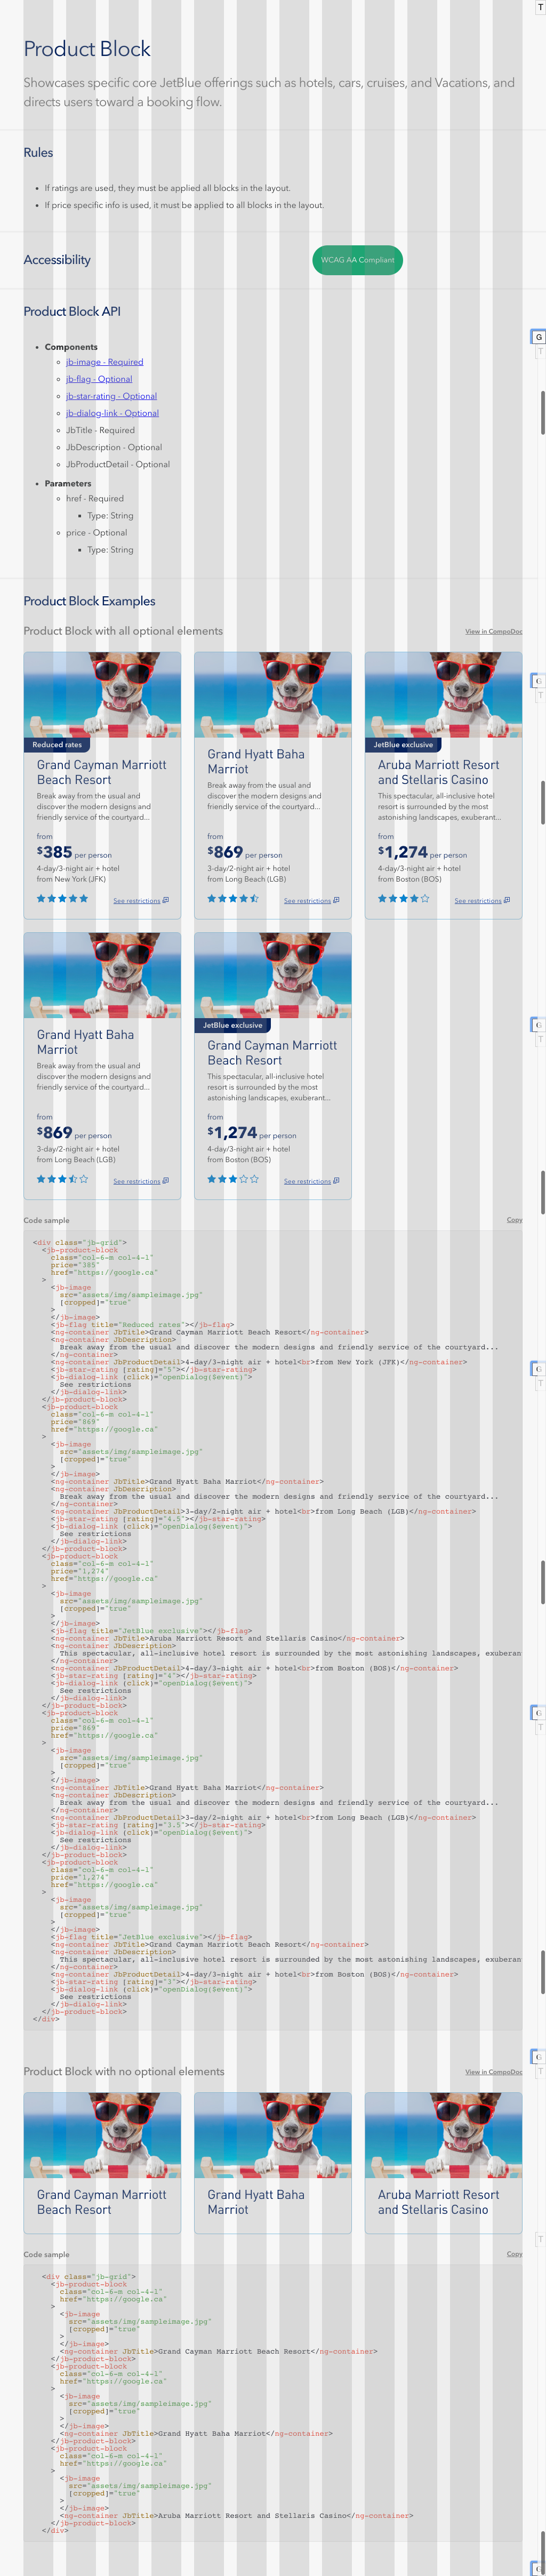 T
Product Block
Showcases specific core JetBlue offerings such as hotels, cars, cruises, and Vacations, and
directs users toward a booking flow.
Rules
If ratings are used, they must be applied all blocks in the layout.
If price specific info is used, it must be applied to all blocks in the layout.
Accessibility
WCAG AA Compliant
Product Block API
G
T
Components
jb-image - Required
jb-flag - Optional
jb-star-rating - Optional
jb-dialog-link - Optional
JbTitle - Required
JbDescription - Optional
JbProductDetail - Optional
Parameters
href - Required
Type: String
price - Optional
Type: String
Product Block Examples
Product Block with all optional elements
View in CompoDoc
G
T
Reduced rates
Grand Cayman Marriott
Beach Resort
Break away from the usual and
discover the modern designs and
friendly service of the courtyard...
from
$385 per person
4-day/3-night air + hotel
from New York (JFK)
See restrictions
Grand Hyatt Baha
Marriot
Break away from the usual and
discover the modern designs and
friendly service of the courtyard...
from
$869 per person
3-day/2-night air + hotel
from Long Beach (LGB)
See restrictions
JetBlue exclusive
Aruba Marriott Resort
and Stellaris Casino
This spectacular, all-inclusive hotel
resort is surrounded by the most
astonishing landscapes, exuberant...
from
$1,274 per person
4-day/3-night air + hotel
from Boston (BOS)
See restrictions
Grand Hyatt Baha
Marriot
Break away from the usual and
discover the modern designs and
friendly service of the courtyard...
from
$869 per person
3-day/2-night air + hotel
from Long Beach (LGB)
See restrictions
JetBlue exclusive
Grand Cayman Marriott
Beach Resort
This spectacular, all-inclusive hotel
resort is surrounded by the most
astonishing landscapes, exuberant...
from
$1,274 per person
4-day/3-night air + hotel
from Boston (BOS)
See restrictions
G
T
Code sample
Copy
<div class="jb-grid">
<jb-product-block
class="col-6-m col-4-l"
price="385"
href="https://google.ca"
>
<jb-image
src="assets/img/sampleimage.jpg"
[cropped]="true"
>
</jb-image>
<jb-flag title="Reduced rates"></jb-flag>
<ng-container JbTitle>Grand Cayman Marriott Beach Resort</ng-container>
<ng-container JbDescription>
Break away from the usual and discover the modern designs and friendly service of the courtyard...
</ng-container>
<ng-container JbProductDetail>4-day/3-night air + hotel<br>from New York (JFK)</ng-container>
<jb-star-rating [rating]="5"></jb-star-rating>
<jb-dialog-link (click)="openDialog($event)">
See restrictions
</jb-dialog-link>
</jb-product-block>
<jb-product-block
class="col-6-m col-4-l"
price="869"
href="https://google.ca"
>
<jb-image
src="assets/img/sampleimage.jpg"
[cropped]="true"
>
</jb-image>
<ng-container JbTitle>Grand Hyatt Baha Marriot</ng-container>
<ng-container JbDescription>
Break away from the usual and discover the modern designs and friendly service of the courtyard...
</ng-container>
<ng-container JbProductDetail>3-day/2-night air + hotel<br>from Long Beach (LGB)</ng-container>
<jb-star-rating [rating]="4.5"></jb-star-rating>
<jb-dialog-link (click)="openDialog($event)">
See restrictions
</jb-dialog-link>
</jb-product-block>
<jb-product-block
class="col-6-m col-4-l"
price="1,274"
href="https://google.ca"
>
<jb-image
src="assets/img/sampleimage.jpg"
[cropped]="true"
>
</jb-image>
<jb-flag title="JetBlue exclusive"></jb-flag>
<ng-container JbTitle>Aruba Marriott Resort and Stellaris Casino</ng-container>
<ng-container JbDescription>
This spectacular, all-inclusive hotel resort is surrounded by the most astonishing landscapes, exuberan
</ng-container>
<ng-container JbProductDetail>4-day/3-night air + hotel<br>from Boston (BOS)</ng-container>
<jb-star-rating [rating]="4"></jb-star-rating>
<jb-dialog-link (click)="openDialog($event)">
See restrictions
</jb-dialog-link>
</jb-product-block>
<jb-product-block
class="col-6-m col-4-l"
price="869"
href="https://google.ca"
>
<jb-image
src="assets/img/sampleimage.jpg"
[cropped]="true"
>
</jb-image>
<ng-container JbTitle>Grand Hyatt Baha Marriot</ng-container>
<ng-container JbDescription>
Break away from the usual and discover the modern designs and friendly service of the courtyard...
</ng-container>
<ng-container JbProductDetail>3-day/2-night air + hotel<br>from Long Beach (LGB)</ng-container>
<jb-star-rating [rating]="3.5"></jb-star-rating>
<jb-dialog-link (click)="openDialog($event)">
See restrictions
</jb-dialog-link>
</jb-product-block>
<jb-product-block
class="col-6-m col-4-l"
price="1,274"
href="https://google.ca"
>
<jb-image
src="assets/img/sampleimage.jpg"
[cropped]="true"
>
</jb-image>
<jb-flag title="JetBlue exclusive"></jb-flag>
<ng-container JbTitle>Grand Cayman Marriott Beach Resort</ng-container>
<ng-container JbDescription>
This spectacular, all-inclusive hotel resort is surrounded by the most astonishing landscapes, exuberan
</ng-container>
<ng-container JbProductDetail>4-day/3-night air + hotel<br>from Boston (BOS)</ng-container>
<jb-star-rating [rating]="3"></jb-star-rating>
<jb-dialog-link (click)="openDialog($event)">
See restrictions
</jb-dialog-link>
</jb-product-block>
</div>
G
T
G
T
G
T
Product Block with no optional elements
View in CompoDoc
Grand Cayman Marriott
Beach Resort
Grand Hyatt Baha
Marriot
Aruba Marriott Resort
and Stellaris Casino
T
Code sample
Copy
<div class="jb-grid">
<jb-product-block
class="col-6-m col-4-l"
href="https://google.ca"
>
<jb-image
src="assets/img/sampleimage.jpg"
[cropped]="true"
>
</jb-image>
<ng-container JbTitle>Grand Cayman Marriott Beach Resort</ng-container>
</jb-product-block>
<jb-product-block
class="col-6-m col-4-l"
href="https://google.ca"
>
<jb-image
src="assets/img/sampleimage.jpg"
[cropped]="true"
>
</jb-image>
<ng-container JbTitle>Grand Hyatt Baha Marriot</ng-container>
</jb-product-block>
<jb-product-block
class="col-6-m col-4-l"
href="https://google.ca"
>
<jb-image
src="assets/img/sampleimage.jpg"
[cropped]="true"
>
</jb-image>
<ng-container JbTitle>Aruba Marriott Resort and Stellaris Casino</ng-container>
</jb-product-block>
</div>
G